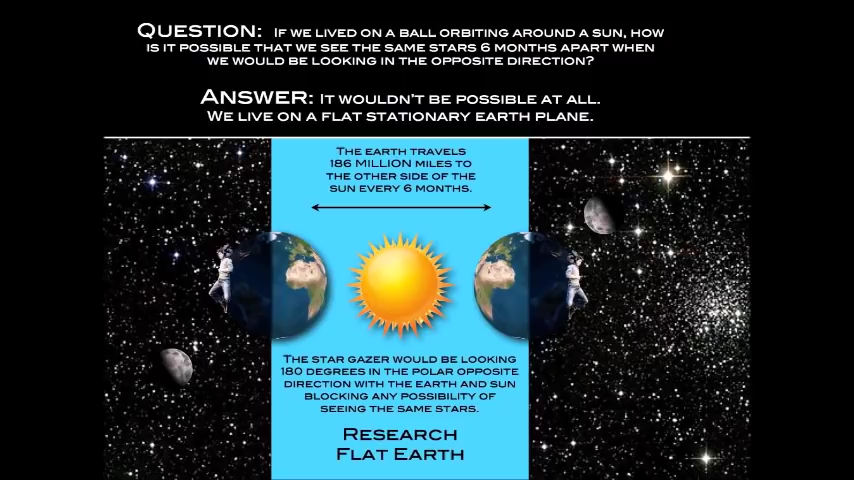 QUESTION: IF WE LIVED ON A BALL ORBITING AROUND A SUN, HOW
IS IT POSSIBLE THAT WE SEE THE SAME STARS 6 MONTHS APART WHEN
WE WOULD BE LOOKING IN THE OPPOSITE DIRECTION?
ANSWER: IT WOULDN'T BE POSSIBLE AT ALL.
WE LIVE ON A FLAT STATIONARY EARTH PLANE.
THE EARTH TRAVELS
186 MILLION MILES TO
THE OTHER SIDE OF THE
SUN EVERY 6 MONTHS.
THE STAR GAZER WOULD BE LOOKING
180 DEGREES IN THE POLAR OPPOSITE
DIRECTION WITH THE EARTH AND SUN
BLOCKING ANY POSSIBILITY OF
SEEING THE SAME STARS.
RESEARCH
FLAT EARTH